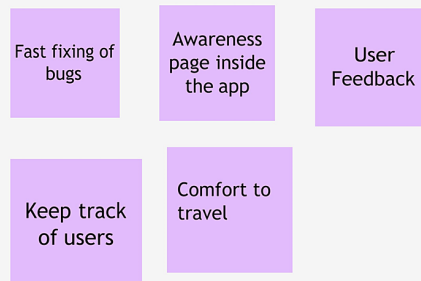 Fast fixing of
bugs
Awareness
page inside
the app
User
Feedback
Keep track
of users
Comfort to
travel